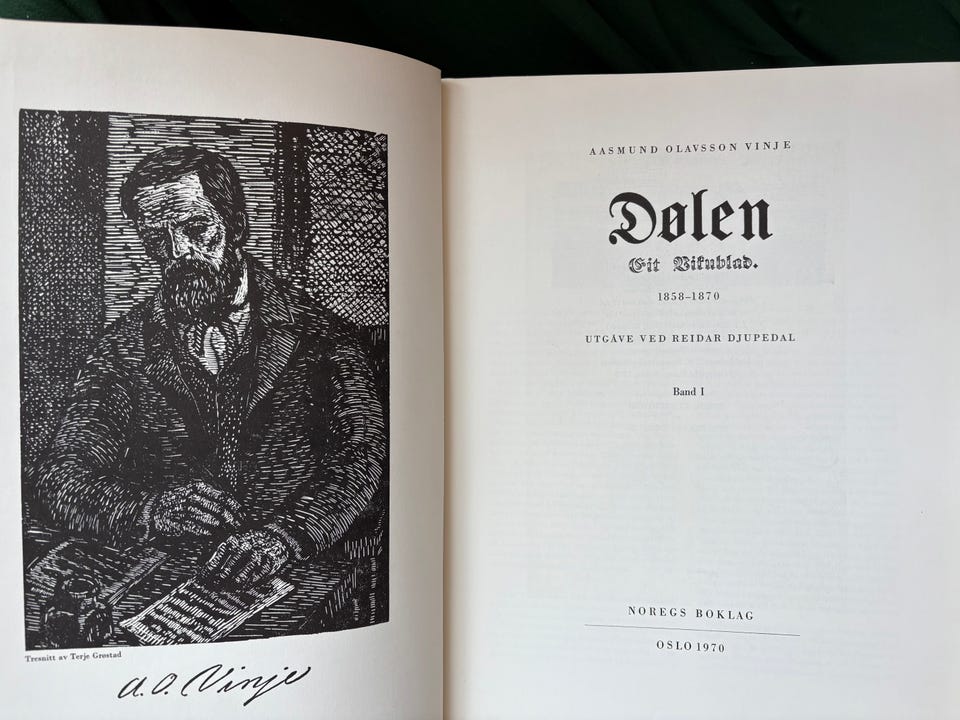 Tresnitt av Terje Grøstad
A. O. Vinje
AASMUND OLAVSSON VINJE
Dølen
Eit Vikublad.
1858–1870
UTGÅVE VED REIDAR DJUPEDAL
Band I
NOREGS BOKLAG
OSLO 1970